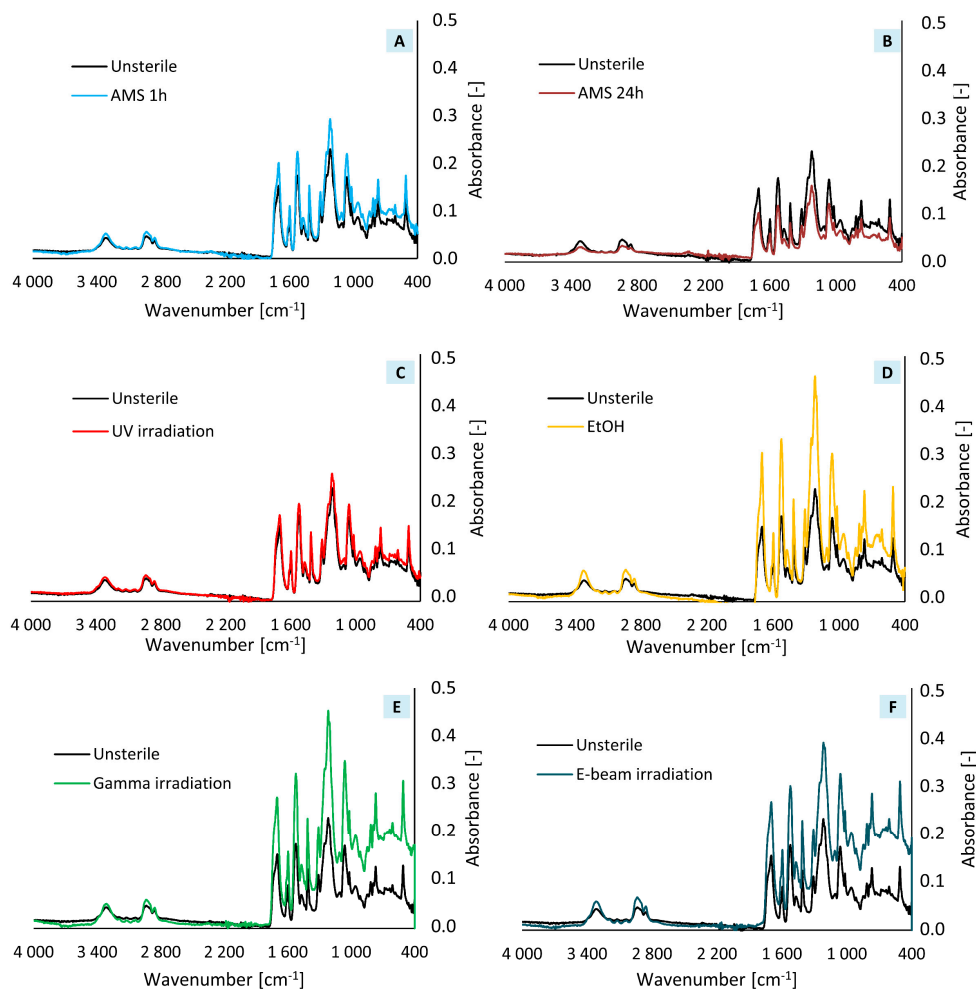 A
Unsterile
AMS 1h
0.5
0.4
0.3
0.2
0.1
0.0
Absorbance [-]
4 000 3 400 2 800 2 200 1 600 1 000 400
Wavenumber [cm⁻¹]
B
Unsterile
AMS 24h
0.5
0.4
0.3
0.2
0.1
0.0
Absorbance [-]
4 000 3 400 2 800 2 200 1 600 1 000 400
Wavenumber [cm⁻¹]
C
Unsterile
UV irradiation
0.5
0.4
0.3
0.2
0.1
0.0
Absorbance [-]
4 000 3 400 2 800 2 200 1 600 1 000 400
Wavenumber [cm⁻¹]
D
Unsterile
EtOH
0.5
0.4
0.3
0.2
0.1
0.0
Absorbance [-]
4 000 3 400 2 800 2 200 1 600 1 000 400
Wavenumber [cm⁻¹]
E
Unsterile
Gamma irradiation
0.5
0.4
0.3
0.2
0.1
0.0
Absorbance [-]
4 000 3 400 2 800 2 200 1 600 1 000 400
Wavenumber [cm⁻¹]
F
Unsterile
E-beam irradiation
0.5
0.4
0.3
0.2
0.1
0.0
Absorbance [-]
4 000 3 400 2 800 2 200 1 600 1 000 400
Wavenumber [cm⁻¹]